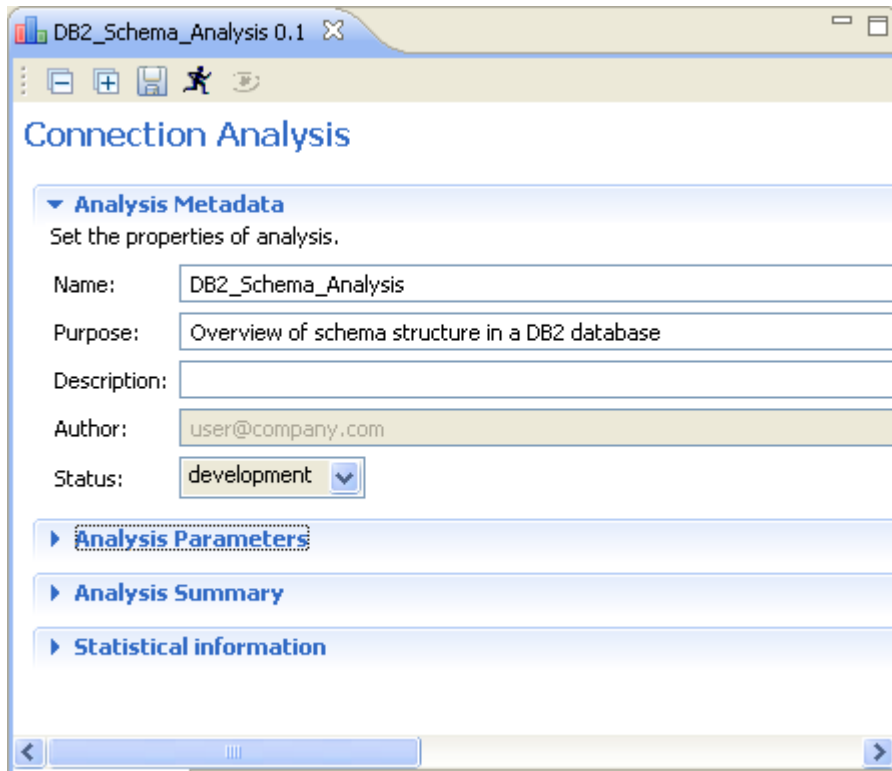 DB2_Schema_Analysis 0.1
Connection Analysis
Analysis Metadata
Set the properties of analysis.
Name: DB2_Schema_Analysis
Purpose: Overview of schema structure in a DB2 database
Description:
Author: user@company.com
Status: development
Analysis Parameters
Analysis Summary
Statistical information